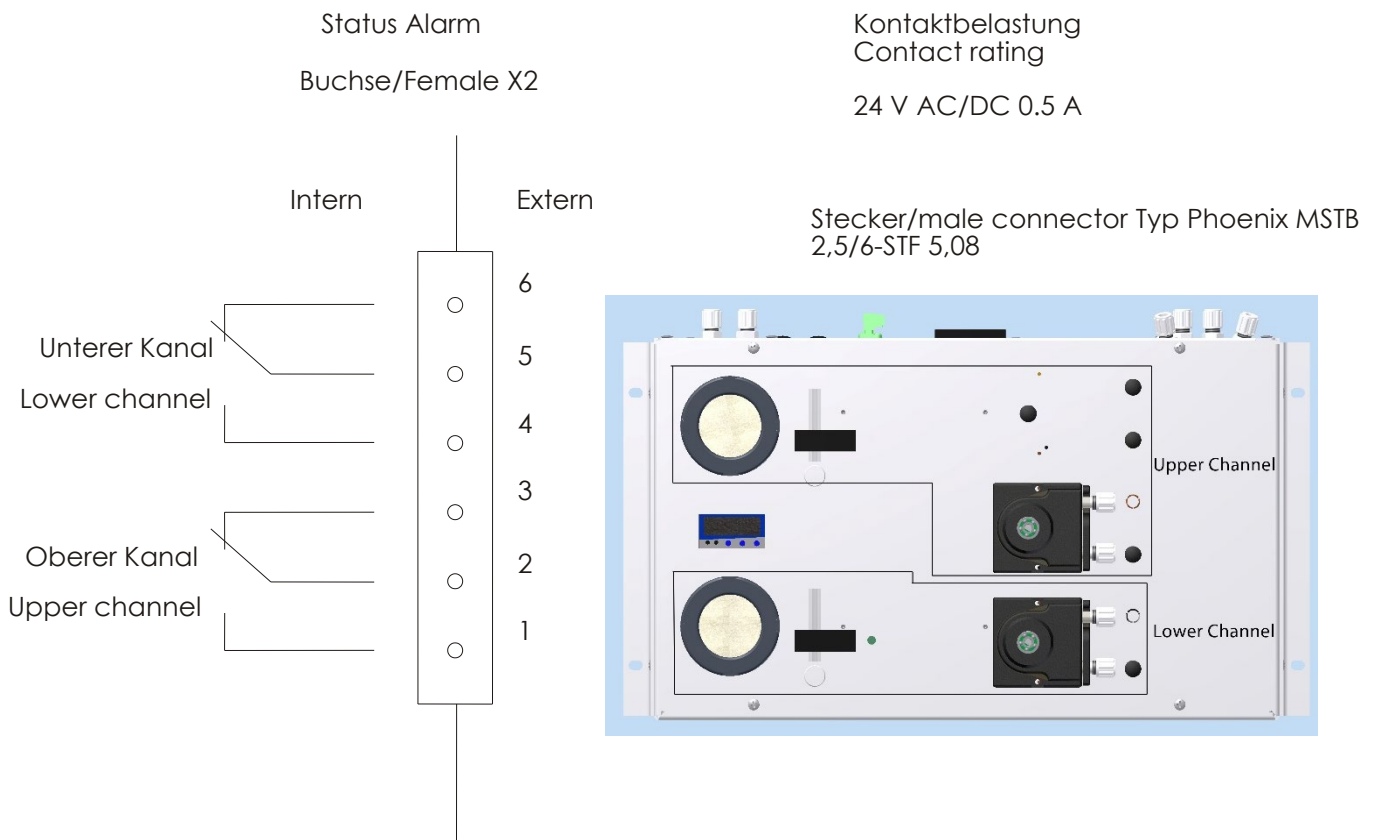 Status Alarm
Buchse/Female X2
Kontaktbelastung
Contact rating
24 V AC/DC 0.5 A
Intern
Extern
Stecker/male connector Typ Phoenix MSTB
2,5/6-STF 5,08
6
Unterer Kanal
5
Lower channel
4
3
Oberer Kanal
2
Upper channel
1
Upper Channel
Lower Channel